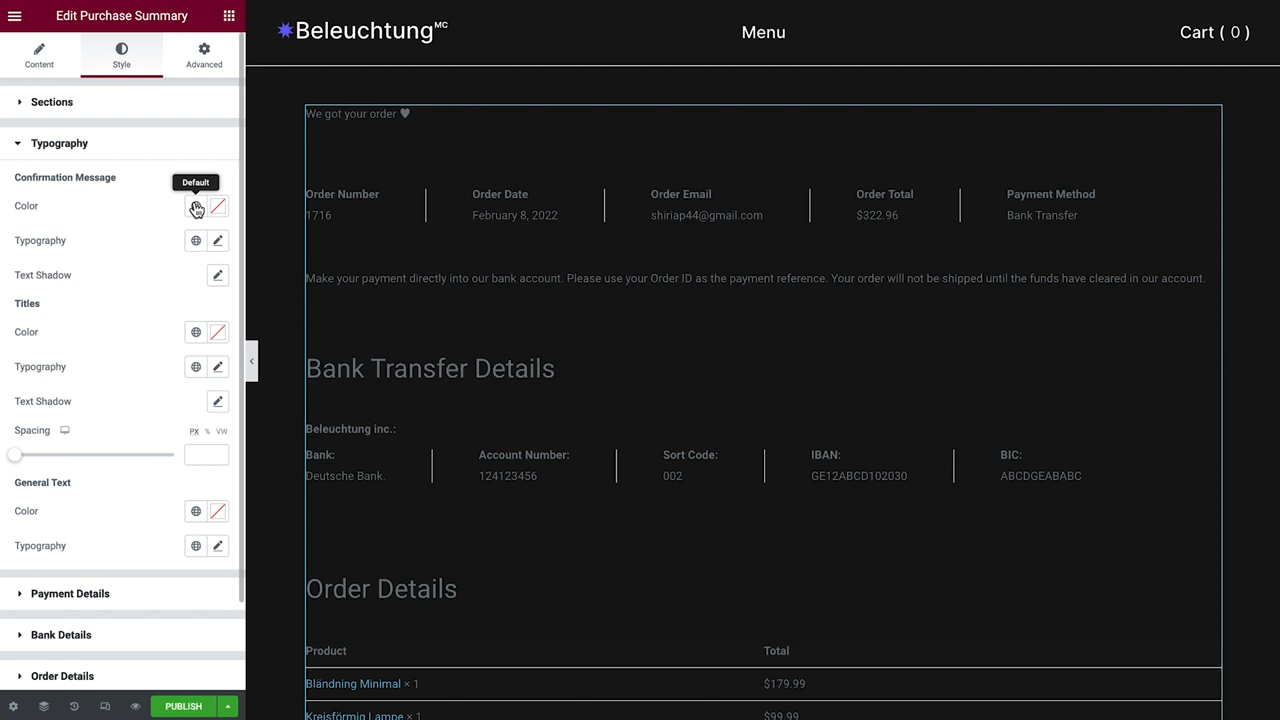 Edit Purchase Summary
Content
Style
Advanced
Sections
Typography
Confirmation Message
Default
Color
Typography
Text Shadow
Titles
Color
Typography
Text Shadow
Spacing
PX % VW
General Text
Color
Typography
Payment Details
Bank Details
Order Details
PUBLISH
Beleuchtung MC
Menu
Cart ( 0 )
We got your order 🖤
Order Number
Order Date
Order Email
Order Total
Payment Method
1716
February 8, 2022
shiriap44@gmail.com
$322.96
Bank Transfer
Make your payment directly into our bank account. Please use your Order ID as the payment reference. Your order will not be shipped until the funds have cleared in our account.
Bank Transfer Details
Beleuchtung inc.:
Bank:
Account Number:
Sort Code:
IBAN:
BIC:
Deutsche Bank.
124123456
002
GE12ABCD102030
ABCDGEABABC
Order Details
Product
Total
Bländning Minimal × 1
$179.99
Kreisförmig Lampe × 1
$99.99